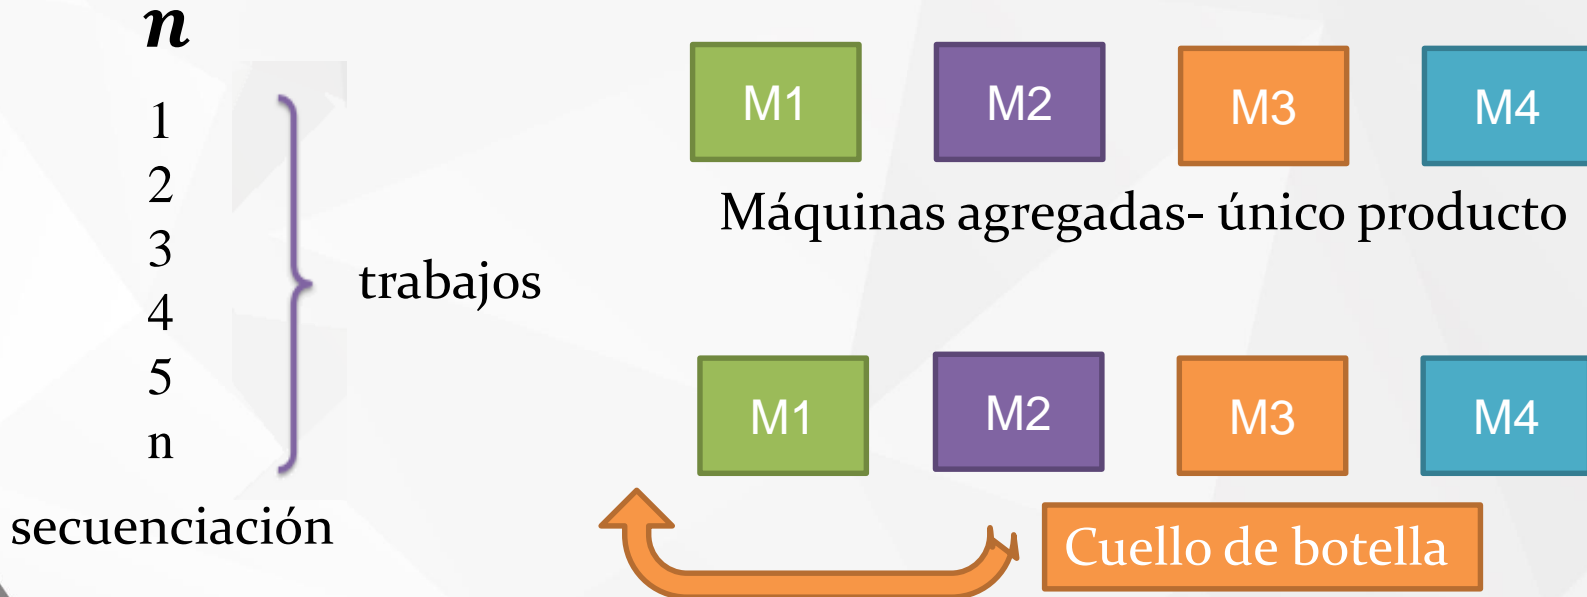 n
1
2
3
4
5
n
trabajos
secuenciación
M1 M2 M3 M4
Máquinas agregadas- único producto
M1 M2 M3 M4
Cuello de botella